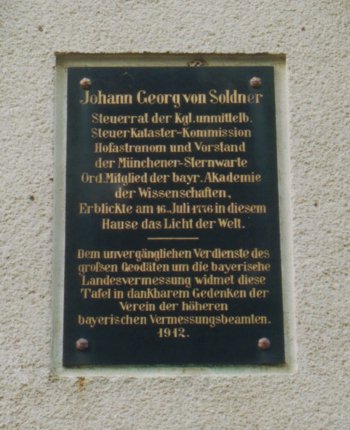 Johann Georg von Soldner
Steuerrat der Kgl. unmittelb.
Steuer Kataster-Kommission
Hofastronom und Vorstand
der Münchener-Sternwarte
Ord. Mitglied der bayr. Akademie
der Wissenschaften,
Erblickte am 16. Juli 1776 in diesem
Hause das Licht der Welt.
Dem unvergänglichen Verdienste des
großen Geodäten um die bayerische
Landesvermessung widmet diese
Tafel in dankbarem Gedenken der
Verein der höheren
bayerischen Vermessungsbeamten.
1912.